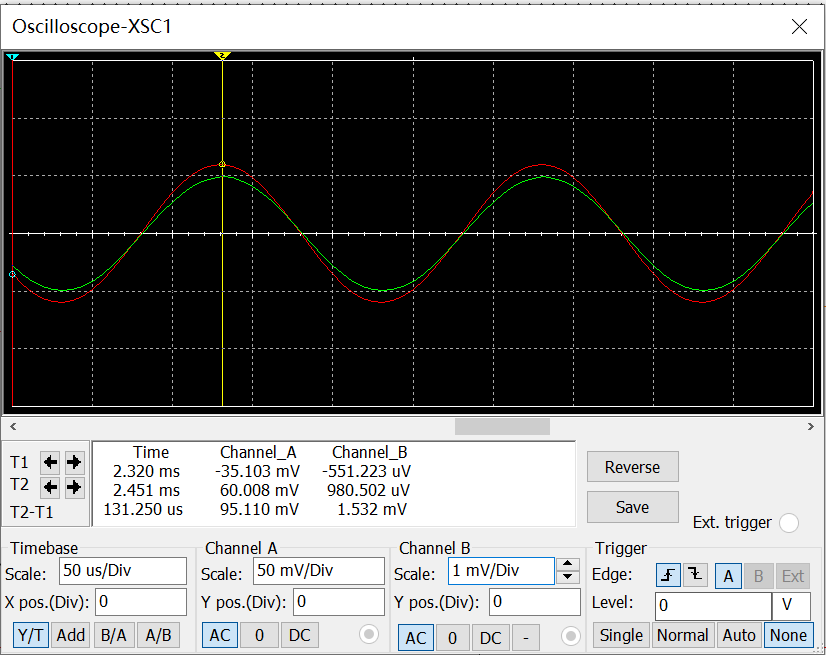 Oscilloscope-XSC1
1 2
Time Channel_A Channel_B
T1 2.320 ms -35.103 mV -551.223 uV
T2 2.451 ms 60.008 mV 980.502 uV
T2-T1 131.250 us 95.110 mV 1.532 mV
Reverse
Save
Ext. trigger
Timebase Channel A Channel B Trigger
Scale: 50 us/Div Scale: 50 mV/Div Scale: 1 mV/Div Edge: A B Ext
X pos.(Div): 0 Y pos.(Div): 0 Y pos.(Div): 0 Level: 0 V
Y/T Add B/A A/B AC 0 DC AC 0 DC - Single Normal Auto None